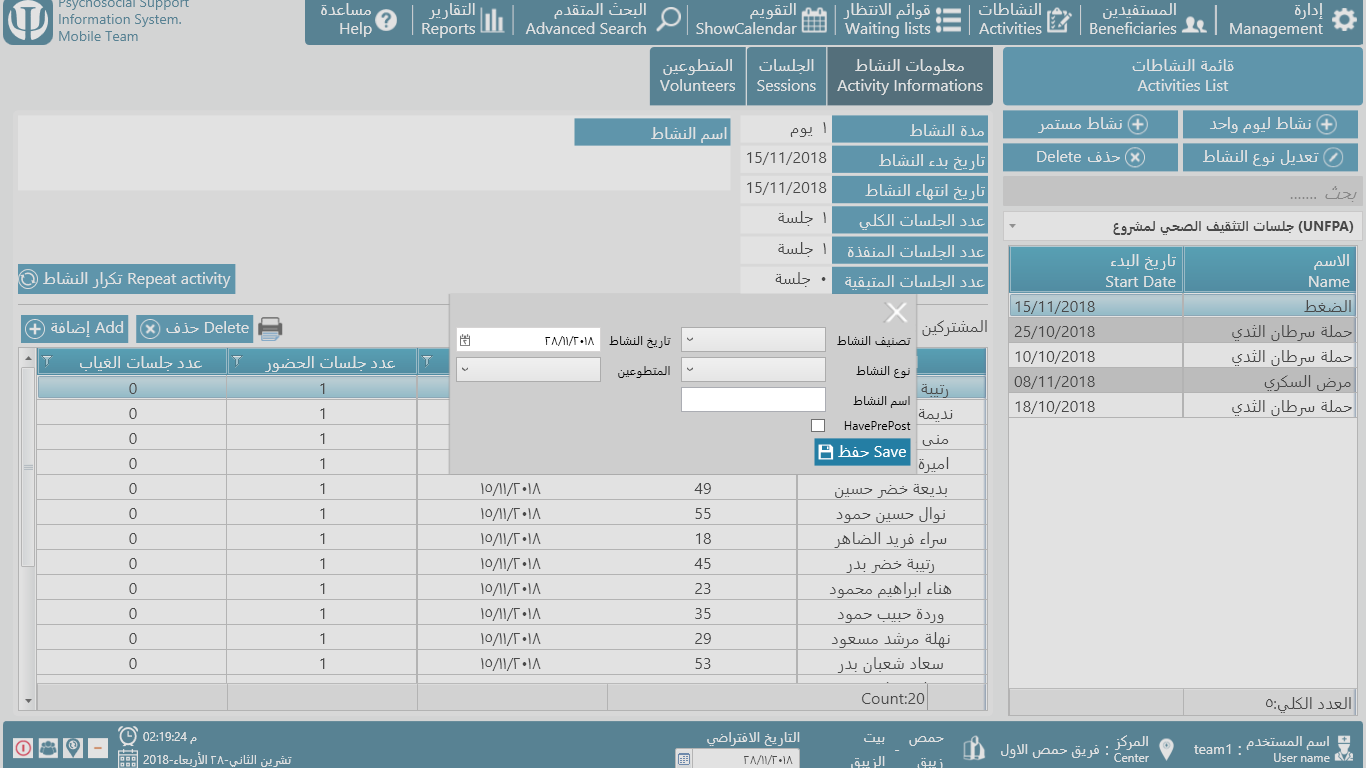 Psychosocial Support
Information System.
Mobile Team
إدارة
Management
المستفيدين
Beneficiaries
النشاطات
Activities
قوائم الانتظار
Waiting lists
التقويم
ShowCalendar
البحث المتقدم
Advanced Search
التقارير
Reports
مساعدة
Help
قائمة النشاطات
Activities List
معلومات النشاط
Activity Informations
الجلسات
Sessions
المتطوعين
Volunteers
نشاط ليوم واحد
نشاط مستمر
تعديل نوع النشاط
حذف Delete
بحث .......
جلسات التثقيف الصحي لمشروع (UNFPA)
الاسم
Name
تاريخ البدء
Start Date
الضغط 15/11/2018
حملة سرطان الثدي 25/10/2018
حملة سرطان الثدي 10/10/2018
مرض السكري 08/11/2018
حملة سرطان الثدي 18/10/2018
العدد الكلي:٥
مدة النشاط ١ يوم
تاريخ بدء النشاط 15/11/2018
تاريخ انتهاء النشاط 15/11/2018
عدد الجلسات الكلي ١ جلسة
عدد الجلسات المنفذة ١ جلسة
عدد الجلسات المتبقية ٠ جلسة
اسم النشاط
تكرار النشاط Repeat activity
المشتركين
حذف Delete
إضافة Add
تصنيف النشاط
تاريخ النشاط ٢٨/١١/٢٠١٨
نوع النشاط
المتطوعين
اسم النشاط
HavePrePost
حفظ Save
عدد جلسات الحضور
عدد جلسات الغياب
رتيبة 1 0
نديمة 1 0
منى 1 0
اميرة 1 0
بديعة خضر حسين 49 ١٥/١١/٢٠١٨ 1 0
نوال حسين حمود 55 ١٥/١١/٢٠١٨ 1 0
سراء فريد الضاهر 18 ١٥/١١/٢٠١٨ 1 0
رتيبة خضر بدر 45 ١٥/١١/٢٠١٨ 1 0
هناء ابراهيم محمود 23 ١٥/١١/٢٠١٨ 1 0
وردة حبيب حمود 35 ١٥/١١/٢٠١٨ 1 0
نهلة مرشد مسعود 29 ١٥/١١/٢٠١٨ 1 0
سعاد شعبان بدر 53 ١٥/١١/٢٠١٨ 1 0
Count:20
اسم المستخدم : team1
User name
المركز : فريق حمص الاول
Center
حمص - بيت
زيبق الزيبق
التاريخ الافتراضي
٢٨/١١/٢٠١٨
02:19:24 م
تشرين الثاني-٢٨ الأربعاء-2018